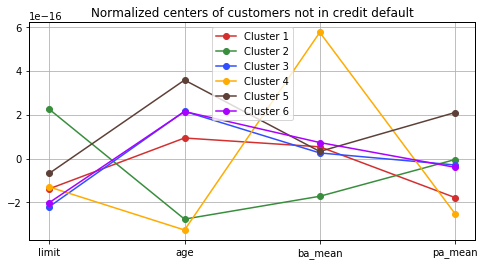 Normalized centers of customers not in credit default
1e−16
6
4
2
0
−2
Cluster 1
Cluster 2
Cluster 3
Cluster 4
Cluster 5
Cluster 6
limit age ba_mean pa_mean